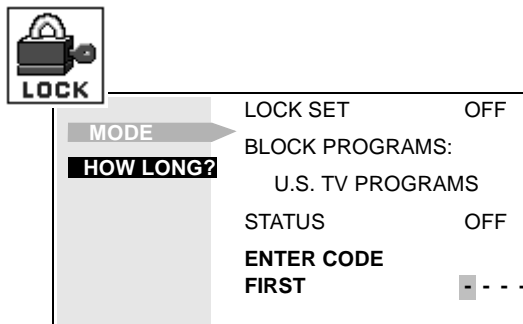 LOCK
MODE
HOW LONG?
LOCK SET OFF
BLOCK PROGRAMS:
U.S. TV PROGRAMS
STATUS OFF
ENTER CODE
FIRST - - - -